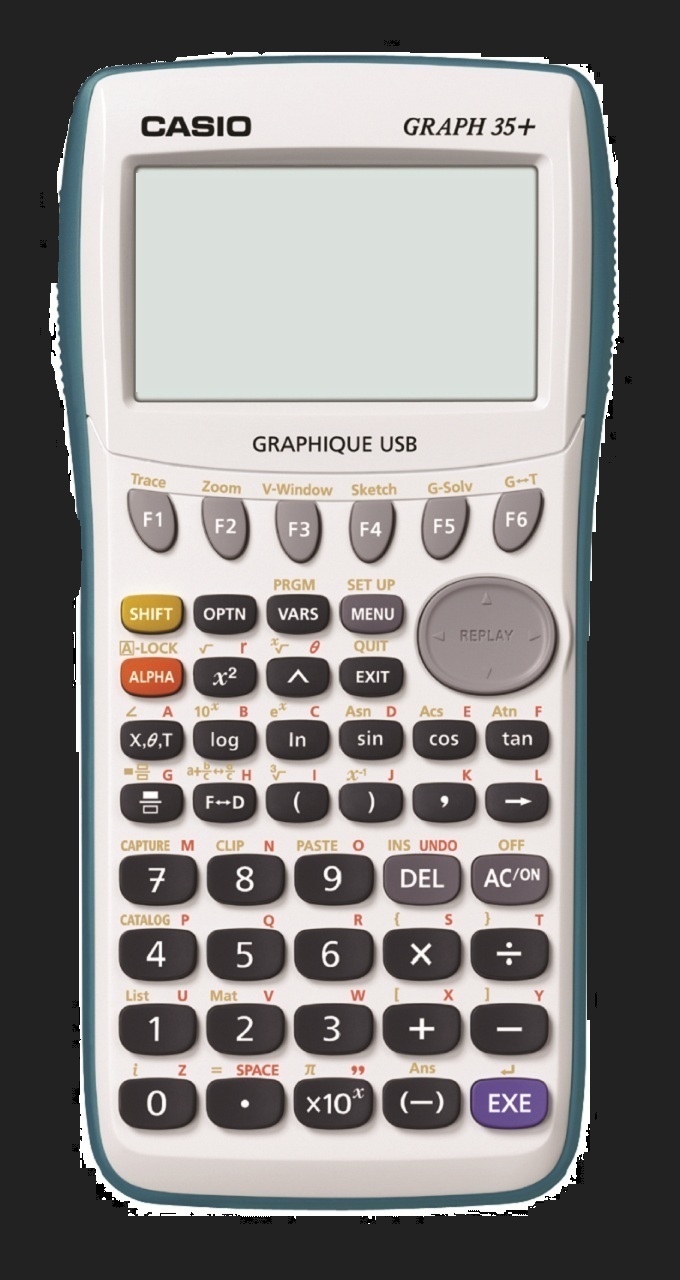 CASIO GRAPH 35+
GRAPHIQUE USB
Trace Zoom V-Window Sketch G-Solv G↔T
F1 F2 F3 F4 F5 F6
PRGM SET UP
SHIFT OPTN VARS MENU
REPLAY
A-LOCK √ r ˣ√ θ QUIT
ALPHA x² ^ EXIT
∠ A 10ˣ B eˣ C Asn D Acs E Atn F
X,θ,T log ln sin cos tan
G a+b/c↔d/c H ³√ I x⁻¹ J K L
F↔D ( ) , →
CAPTURE M CLIP N PASTE O INS UNDO OFF
7 8 9 DEL AC/ON
CATALOG P Q R { S } T
4 5 6 × ÷
List U Mat V W [ X ] Y
1 2 3 + −
i Z = SPACE π " Ans ↵
0 • ×10ˣ (−) EXE